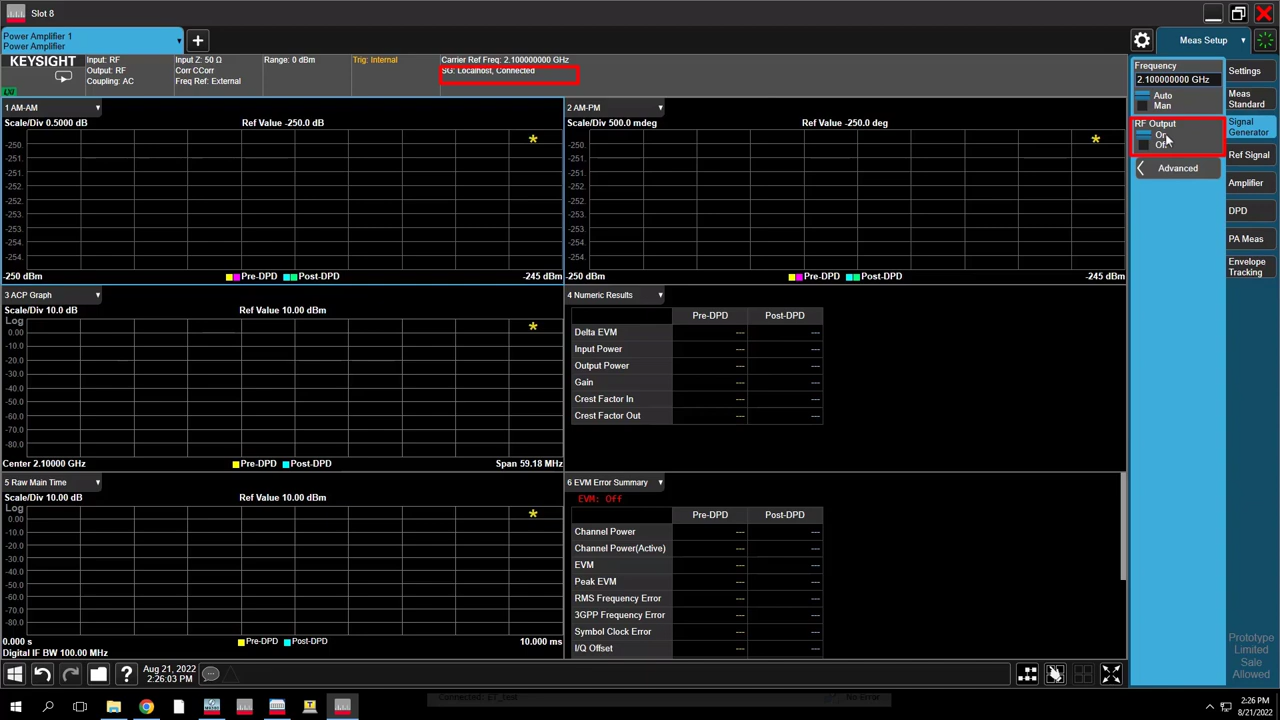 Slot 8
Power Amplifier 1
Power Amplifier
KEYSIGHT
Input: RF
Output: RF
Coupling: AC
Input Z: 50 Ω
Corr CCorr
Freq Ref: External
Range: 0 dBm
Trig: Internal
Carrier Ref Freq: 2.100000000 GHz
SG: Localhost, Connected
Meas Setup
1 AM-AM
Scale/Div 0.5000 dB
Ref Value -250.0 dB
-250.
-251.
-251.
-252.
-252.
-253.
-253.
-254.
-254.
-250 dBm
Pre-DPD
Post-DPD
-245 dBm
2 AM-PM
Scale/Div 500.0 mdeg
Ref Value -250.0 deg
-250.
-251.
-251.
-252.
-252.
-253.
-253.
-254.
-254.
-250 dBm
Pre-DPD
Post-DPD
-245 dBm
3 ACP Graph
Scale/Div 10.0 dB
Ref Value 10.00 dBm
Log
0.00
-10.0
-20.0
-30.0
-40.0
-50.0
-60.0
-70.0
-80.0
Center 2.10000 GHz
Pre-DPD
Post-DPD
Span 59.18 MHz
4 Numeric Results
Pre-DPD Post-DPD
Delta EVM --- ---
Input Power --- ---
Output Power --- ---
Gain --- ---
Crest Factor In --- ---
Crest Factor Out --- ---
5 Raw Main Time
Scale/Div 10.00 dB
Ref Value 10.00 dBm
Log
0.00
-10.0
-20.0
-30.0
-40.0
-50.0
-60.0
-70.0
-80.0
0.000 s
Pre-DPD
Post-DPD
10.000 ms
Digital IF BW 100.00 MHz
6 EVM Error Summary
EVM: Off
Pre-DPD Post-DPD
Channel Power --- ---
Channel Power(Active) --- ---
EVM --- ---
Peak EVM --- ---
RMS Frequency Error --- ---
3GPP Frequency Error --- ---
Symbol Clock Error --- ---
I/Q Offset --- ---
Frequency
2.100000000 GHz
Auto
Man
RF Output
Advanced
Settings
Meas
Standard
Signal
Generator
Ref Signal
Amplifier
DPD
PA Meas
Envelope
Tracking
Prototype
Limited
Sale
Allowed
?
Aug 21, 2022
2:26:03 PM
No Error
2:26 PM
8/21/2022